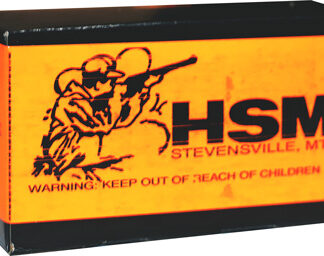 HSM
STEVENSVILLE, MT
WARNING: KEEP OUT OF REACH OF CHILDREN